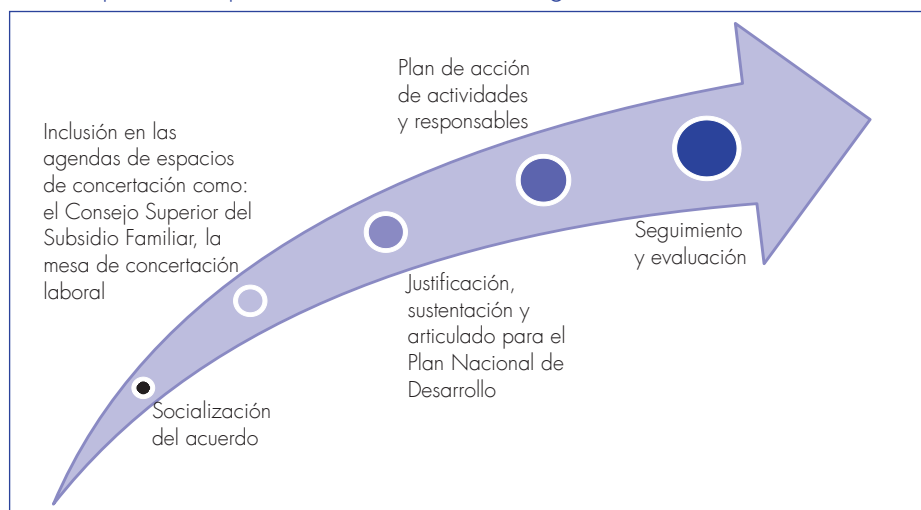 Plan de acción
de actividades
y responsables
Inclusión en las
agendas de espacios
de concertación como:
el Consejo Superior del
Subsidio Familiar, la
mesa de concertación
laboral
Seguimiento
y evaluación
Justificación,
sustentación y
articulado para el
Plan Nacional de
Desarrollo
Socialización
del acuerdo